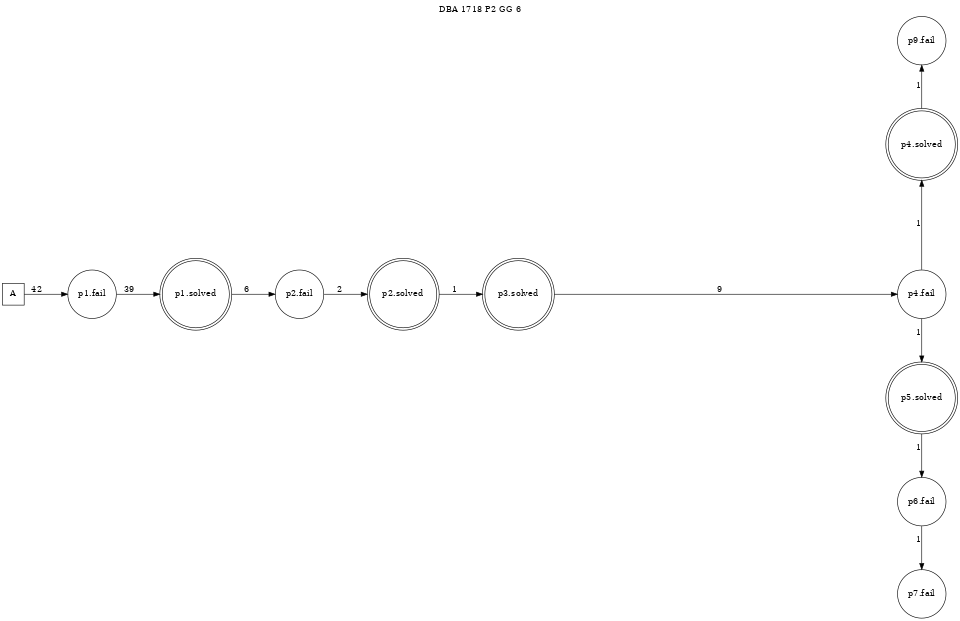 DBA 1718 P2 GG 6
p9.fail
1
p4.solved
1
A 42 p1.fail 39 p1.solved 6 p2.fail 2 p2.solved 1 p3.solved 9 p4.fail
1
p5.solved
1
p6.fail
1
p7.fail